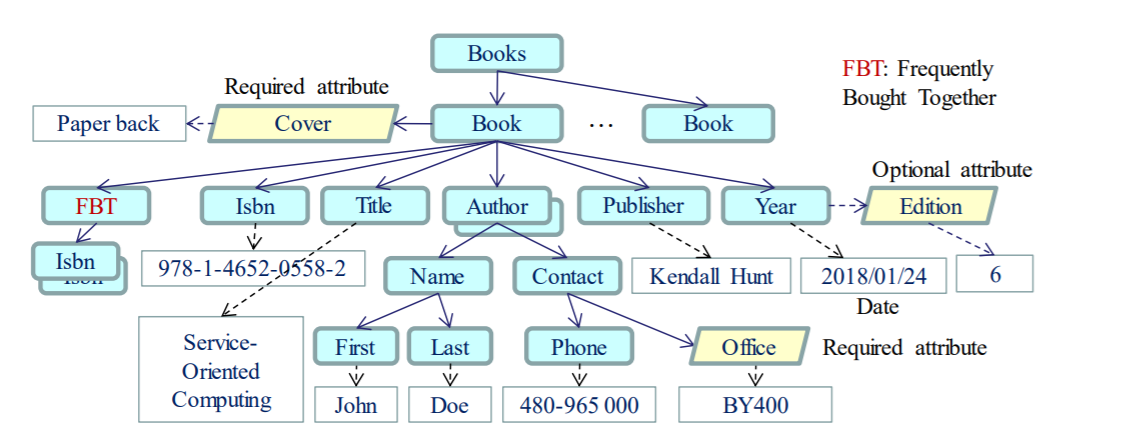 Books
FBT: Frequently
Bought Together
Required attribute
Paper back
Cover
Book
...
Book
Optional attribute
FBT
Isbn
Title
Author
Publisher
Year
Edition
Isbn
Isbn
978-1-4652-0558-2
Name
Contact
Kendall Hunt
2018/01/24
6
Date
Service-
Oriented
Computing
First
Last
Phone
Office
Required attribute
John
Doe
480-965 000
BY400